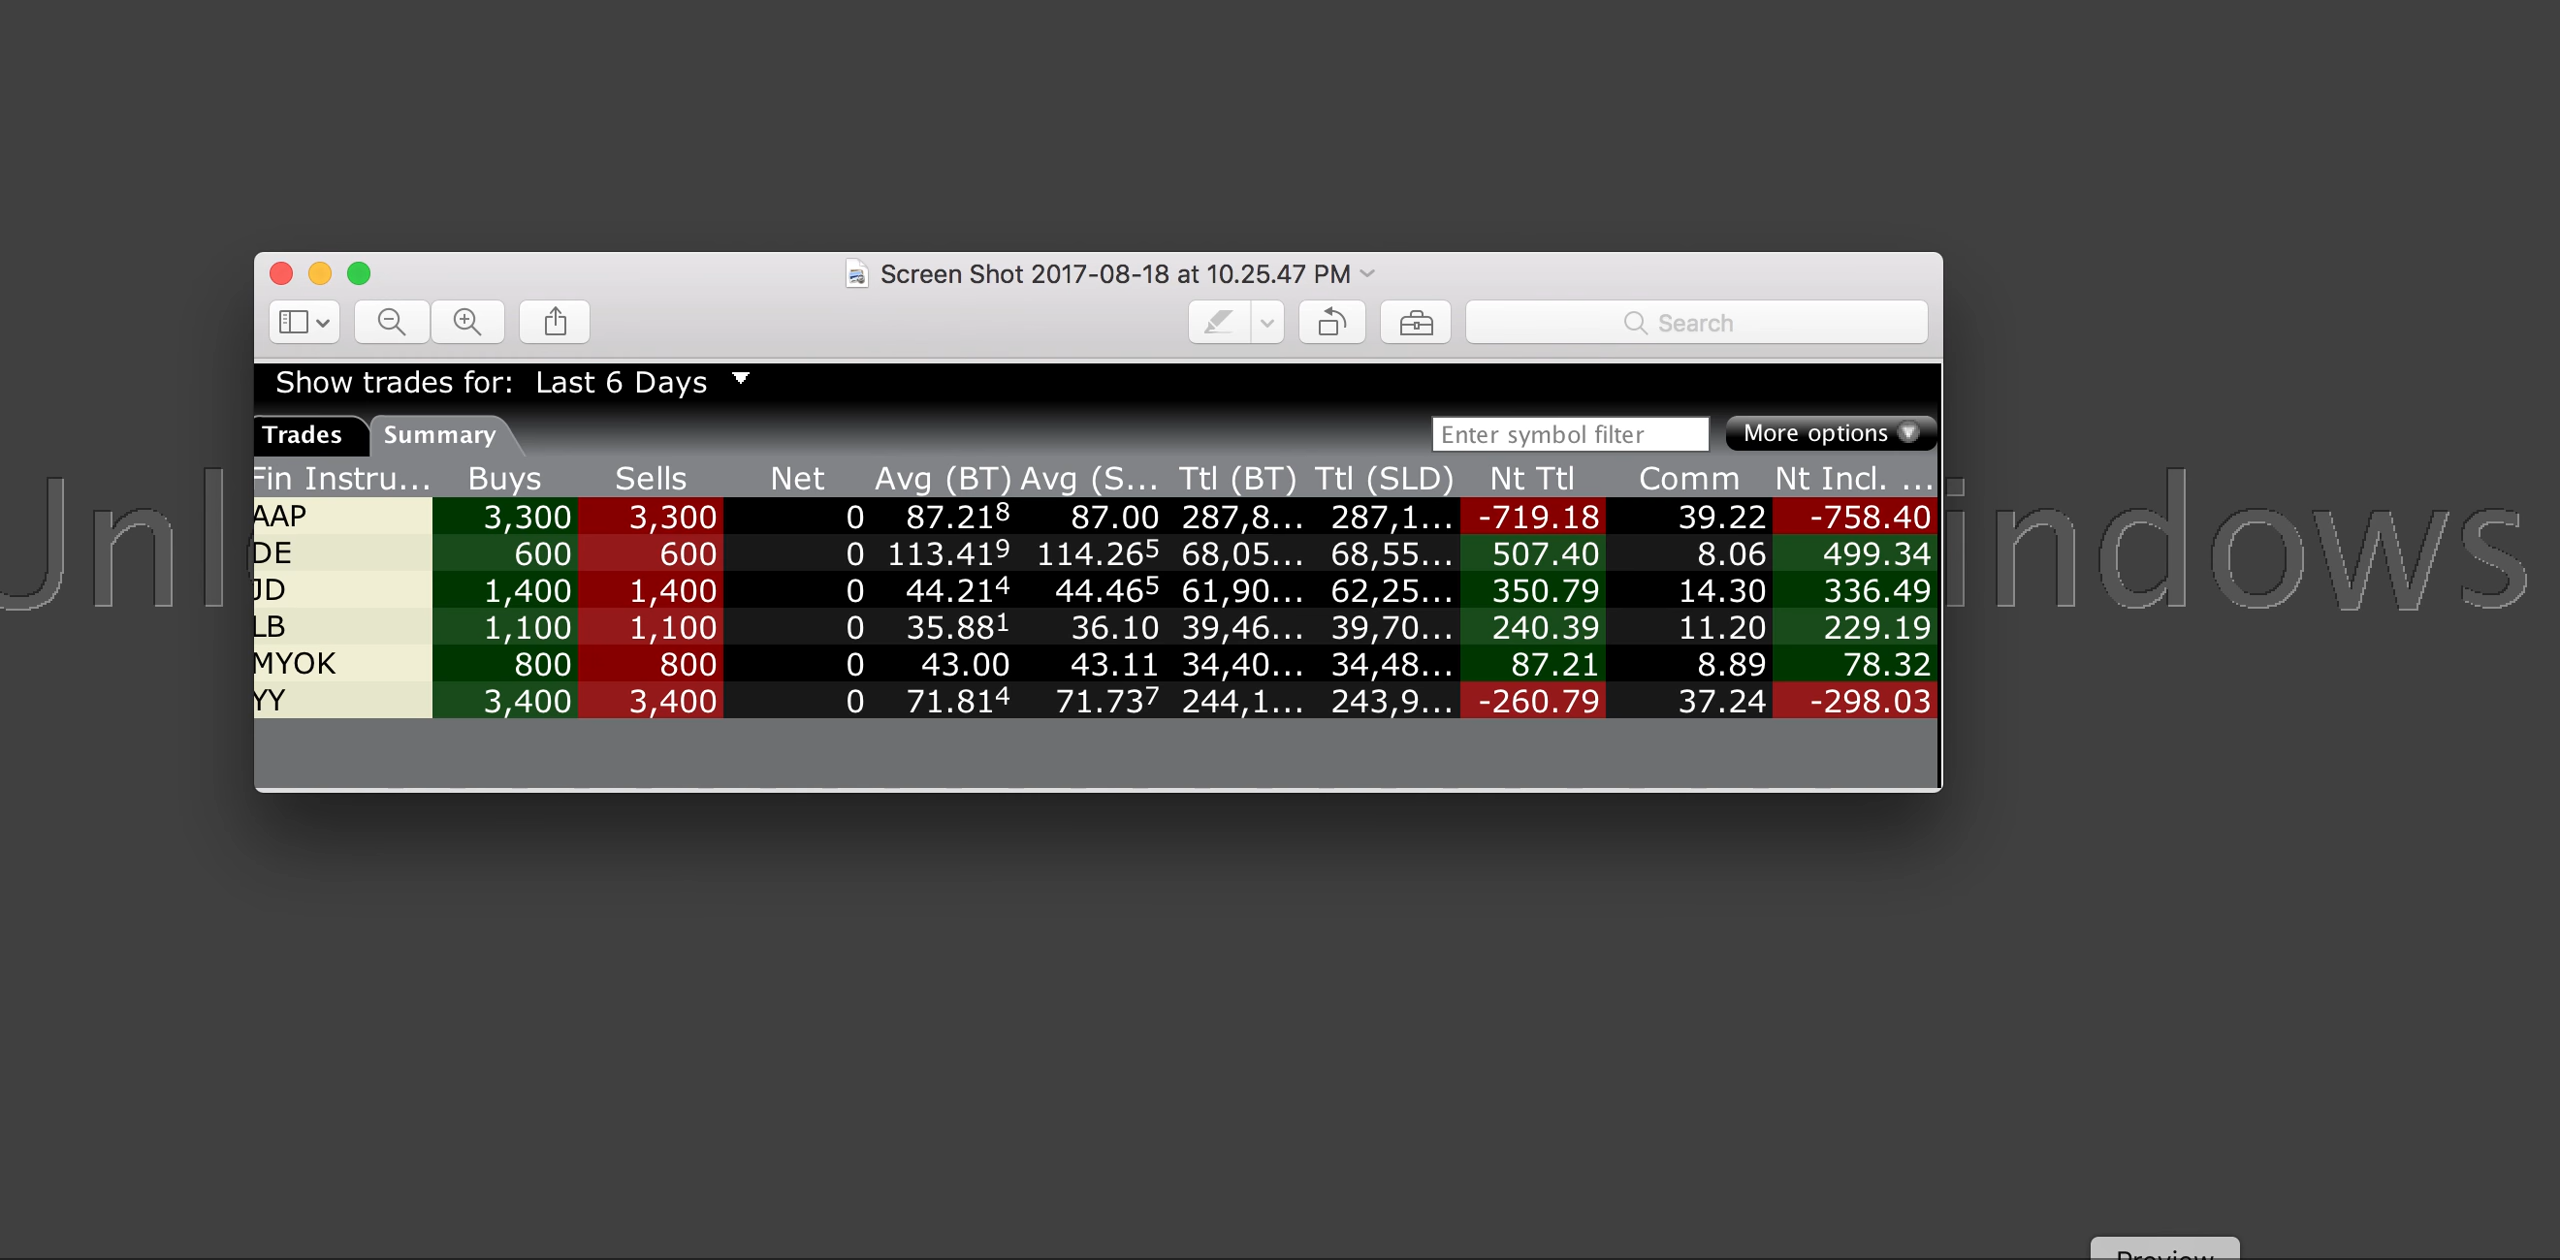 Screen Shot 2017-08-18 at 10.25.47 PM
Search
Show trades for: Last 6 Days
Trades Summary Enter symbol filter More options
Fin Instru... Buys Sells Net Avg (BT) Avg (S... Ttl (BT) Ttl (SLD) Nt Ttl Comm Nt Incl. ...
AAP 3,300 3,300 0 87.218 87.00 287,8... 287,1... -719.18 39.22 -758.40
DE 600 600 0 113.419 114.265 68,05... 68,55... 507.40 8.06 499.34
JD 1,400 1,400 0 44.214 44.465 61,90... 62,25... 350.79 14.30 336.49
LB 1,100 1,100 0 35.881 36.10 39,46... 39,70... 240.39 11.20 229.19
MYOK 800 800 0 43.00 43.11 34,40... 34,48... 87.21 8.89 78.32
YY 3,400 3,400 0 71.814 71.737 244,1... 243,9... -260.79 37.24 -298.03
Unl indows
Preview